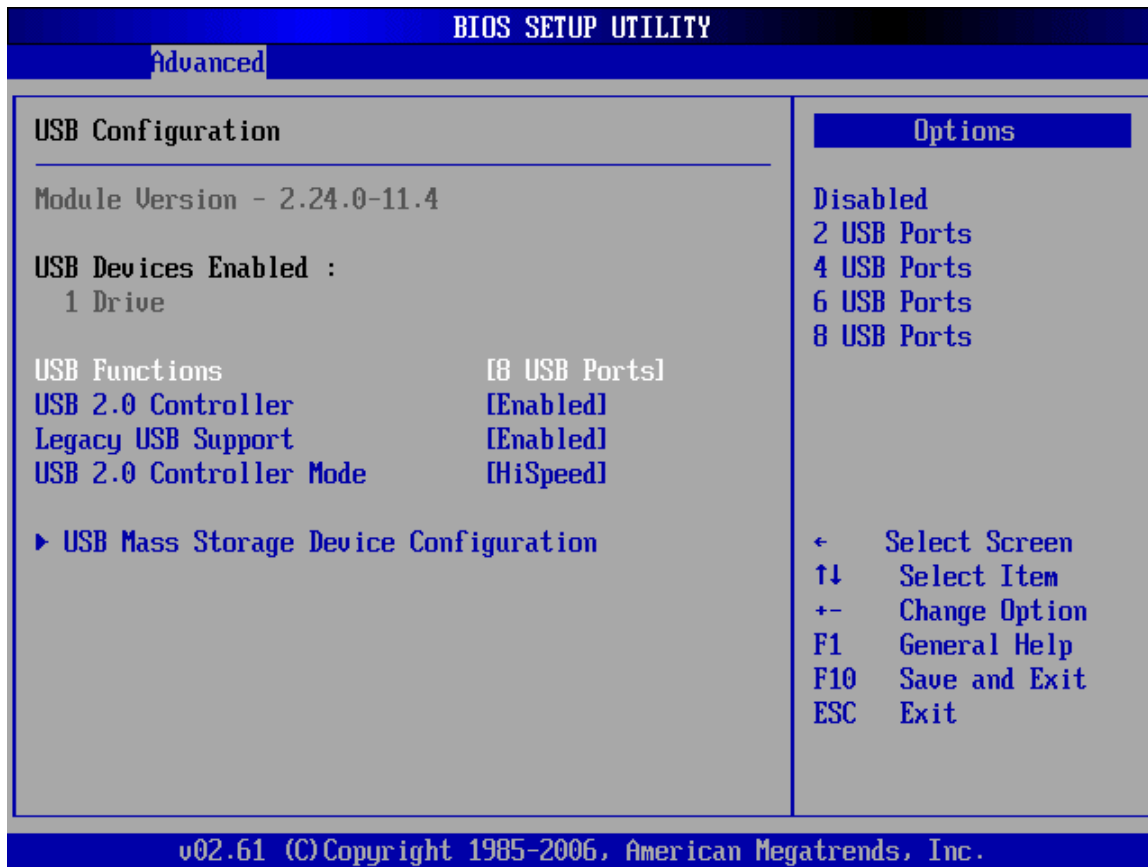 BIOS SETUP UTILITY
Advanced
USB Configuration
Module Version - 2.24.0-11.4
USB Devices Enabled :
1 Drive
USB Functions [8 USB Ports]
USB 2.0 Controller [Enabled]
Legacy USB Support [Enabled]
USB 2.0 Controller Mode [HiSpeed]
▶ USB Mass Storage Device Configuration
Options
Disabled
2 USB Ports
4 USB Ports
6 USB Ports
8 USB Ports
← Select Screen
↑↓ Select Item
+- Change Option
F1 General Help
F10 Save and Exit
ESC Exit
v02.61 (C)Copyright 1985-2006, American Megatrends, Inc.